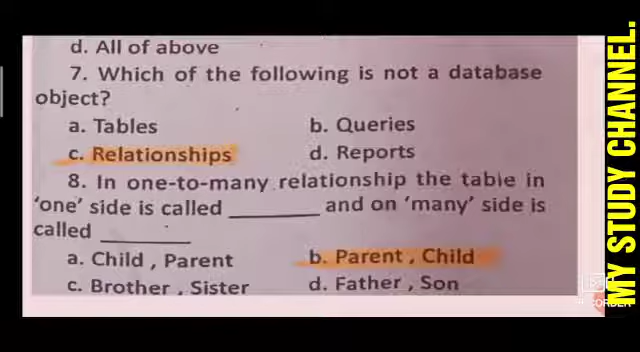 d. All of above
7. Which of the following is not a database
object?
a. Tables b. Queries
c. Relationships d. Reports
8. In one-to-many relationship the table in
‘one’ side is called ________ and on ‘many’ side is
called ________
a. Child , Parent b. Parent , Child
c. Brother , Sister d. Father , Son
MY STUDY CHANNEL.